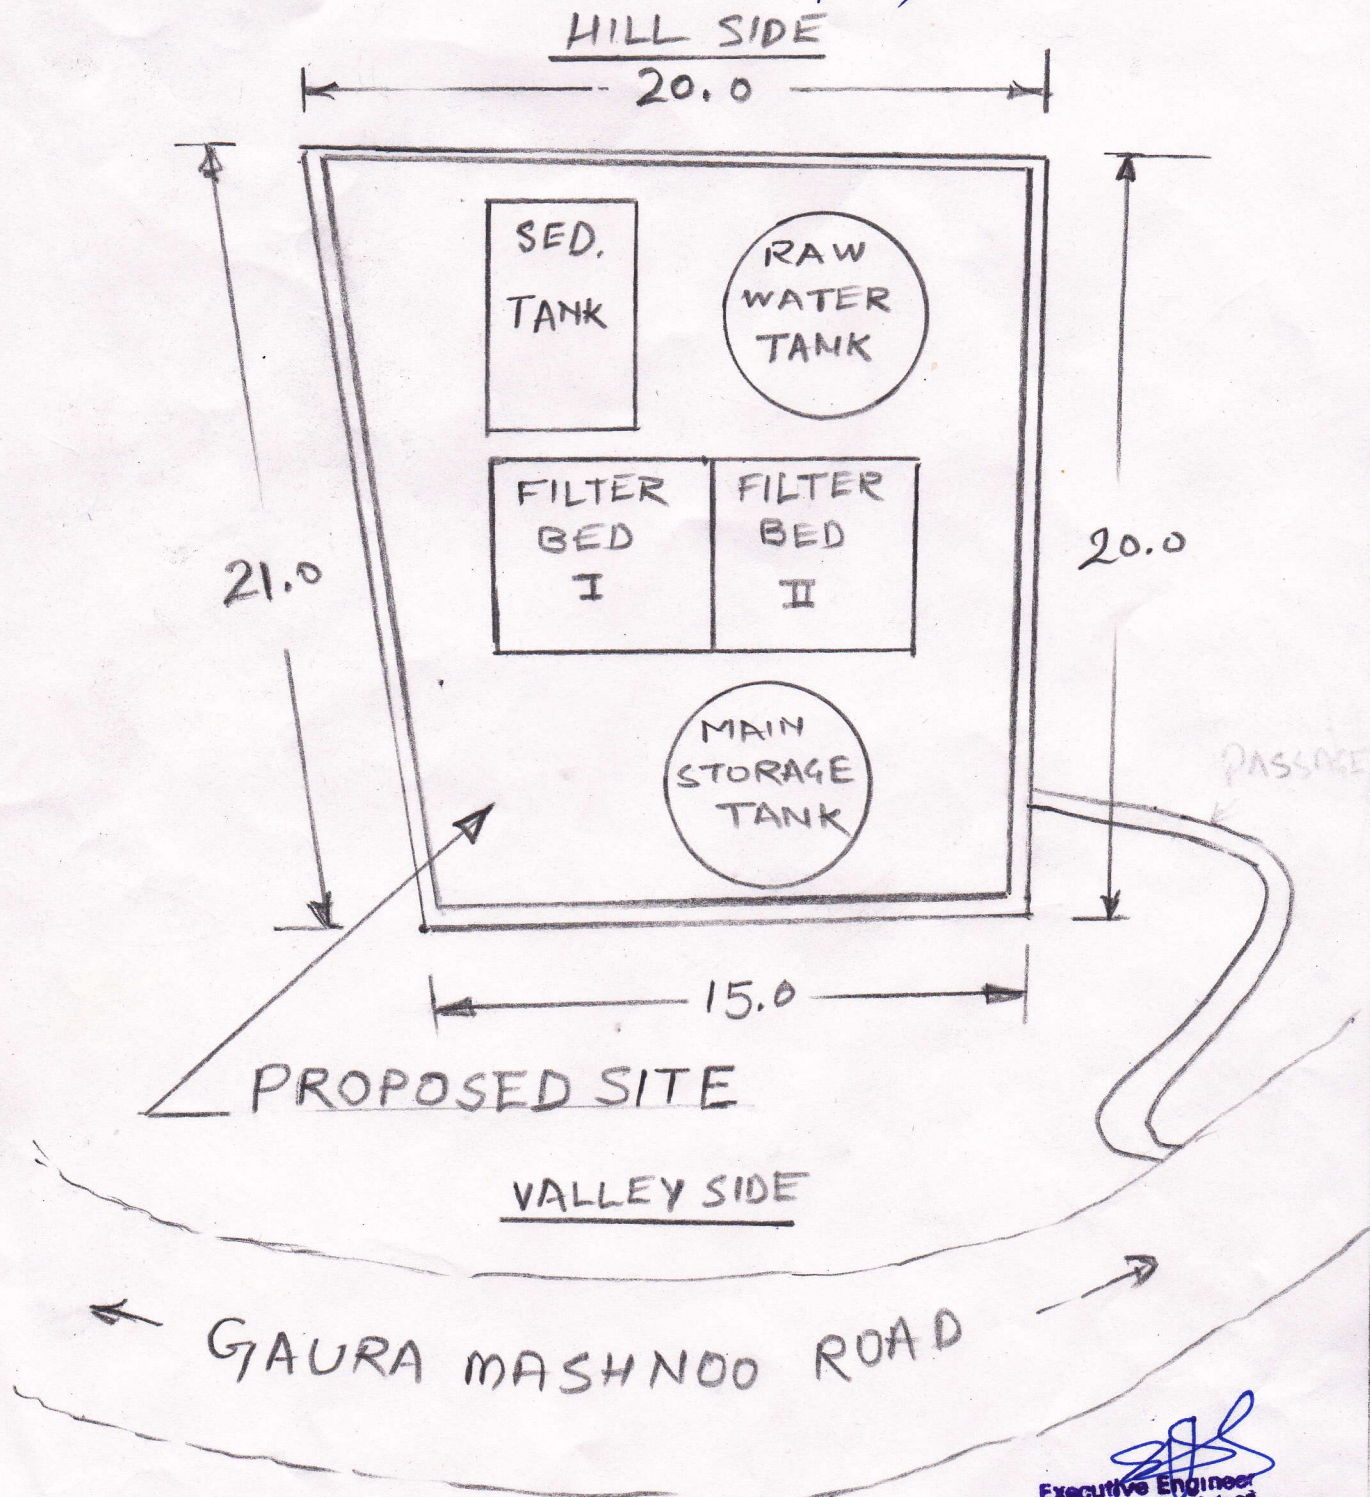 HILL SIDE
20.0
SED.
TANK
RAW
WATER
TANK
FILTER
BED
I
FILTER
BED
II
21.0
20.0
MAIN
STORAGE
TANK
PASSAGE
15.0
PROPOSED SITE
VALLEY SIDE
GAURA MASHNOO ROAD
Executive Engineer